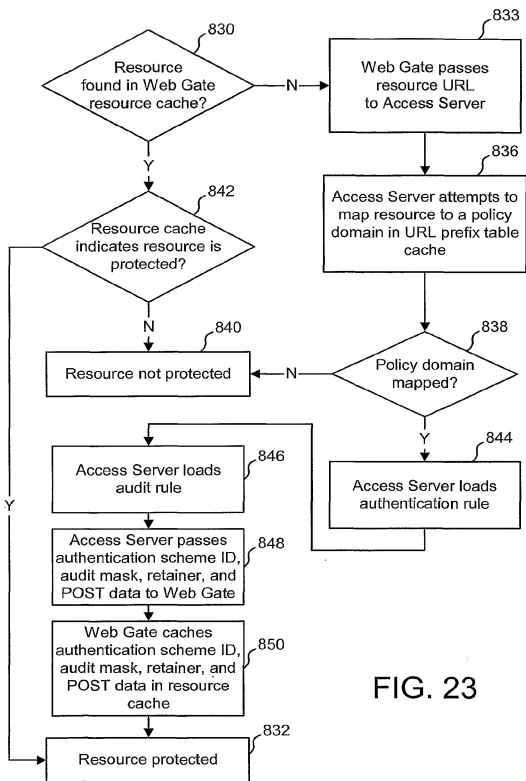 830
Resource
found in Web Gate
resource cache?
N
Y
833
Web Gate passes
resource URL
to Access Server
836
Access Server attempts to
map resource to a policy
domain in URL prefix table
cache
842
Resource cache
indicates resource is
protected?
N
Y
838
Policy domain
mapped?
N
Y
840
Resource not protected
844
Access Server loads
authentication rule
846
Access Server loads
audit rule
848
Access Server passes
authentication scheme ID,
audit mask, retainer, and
POST data to Web Gate
850
Web Gate caches
authentication scheme ID,
audit mask, retainer, and
POST data in resource
cache
832
Resource protected
FIG. 23